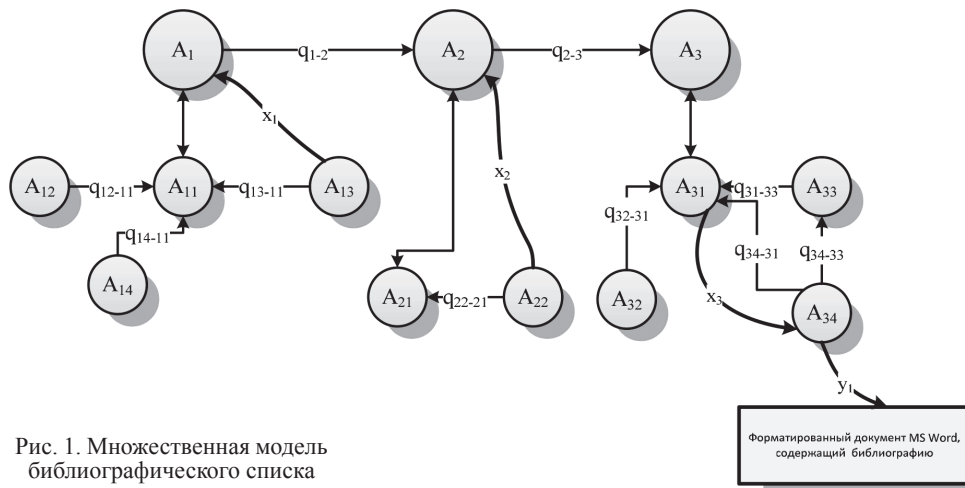 A₁ q₁₋₂ A₂ q₂₋₃ A₃
x₁
x₂
A₁₂ q₁₂₋₁₁ A₁₁ q₁₃₋₁₁ A₁₃
A₃₁ q₃₁₋₃₃ A₃₃
q₃₂₋₃₁
q₁₄₋₁₁
q₃₄₋₃₁ q₃₄₋₃₃
A₁₄
A₂₁ q₂₂₋₂₁ A₂₂
A₃₂
x₃
A₃₄
y₁
Форматированный документ MS Word,
содержащий библиографию
Рис. 1. Множественная модель
библиографического списка